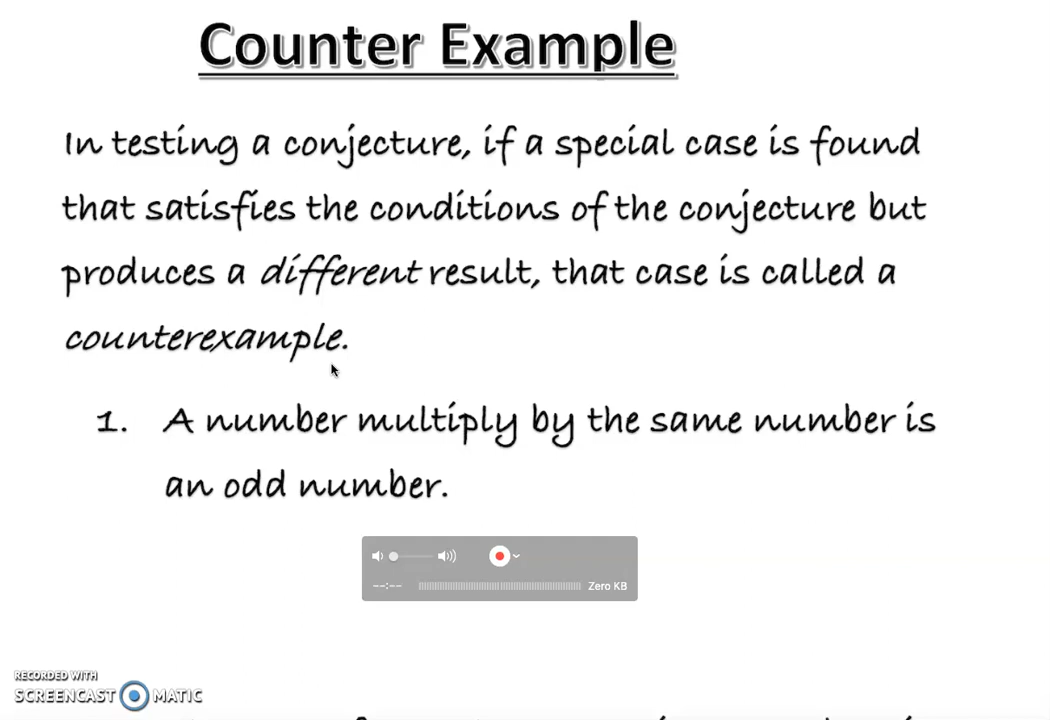 Counter Example
In testing a conjecture, if a special case is found
that satisfies the conditions of the conjecture but
produces a different result, that case is called a
counterexample.
1. A number multiply by the same number is
an odd number.
--:-- Zero KB
RECORDED WITH
SCREENCAST MATIC